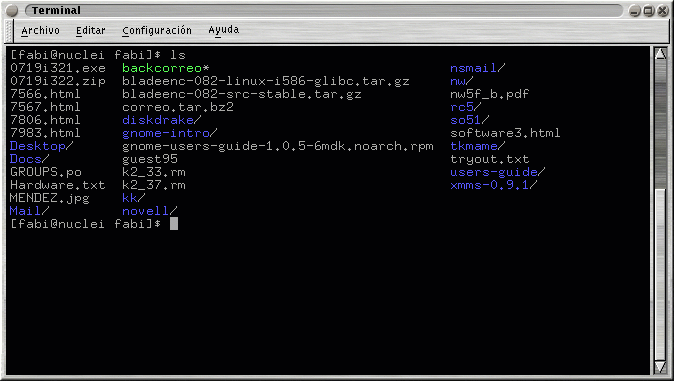 Terminal
Archivo Editar Configuración Ayuda
[fabi@nuclei fabi]$ ls
0719i321.exe backcorreo* nsmail/
0719i322.zip bladeenc-082-linux-i586-glibc.tar.gz nw/
7566.html bladeenc-082-src-stable.tar.gz nw5f_b.pdf
7567.html correo.tar.bz2 rc5/
7806.html diskdrake/ so51/
7983.html gnome-intro/ software3.html
Desktop/ gnome-users-guide-1.0.5-6mdk.noarch.rpm tkmame/
Docs/ guest95 tryout.txt
GROUPS.po k2_33.rm users-guide/
Hardware.txt k2_37.rm xmms-0.9.1/
MENDEZ.jpg kk/
Mail/ novell/
[fabi@nuclei fabi]$